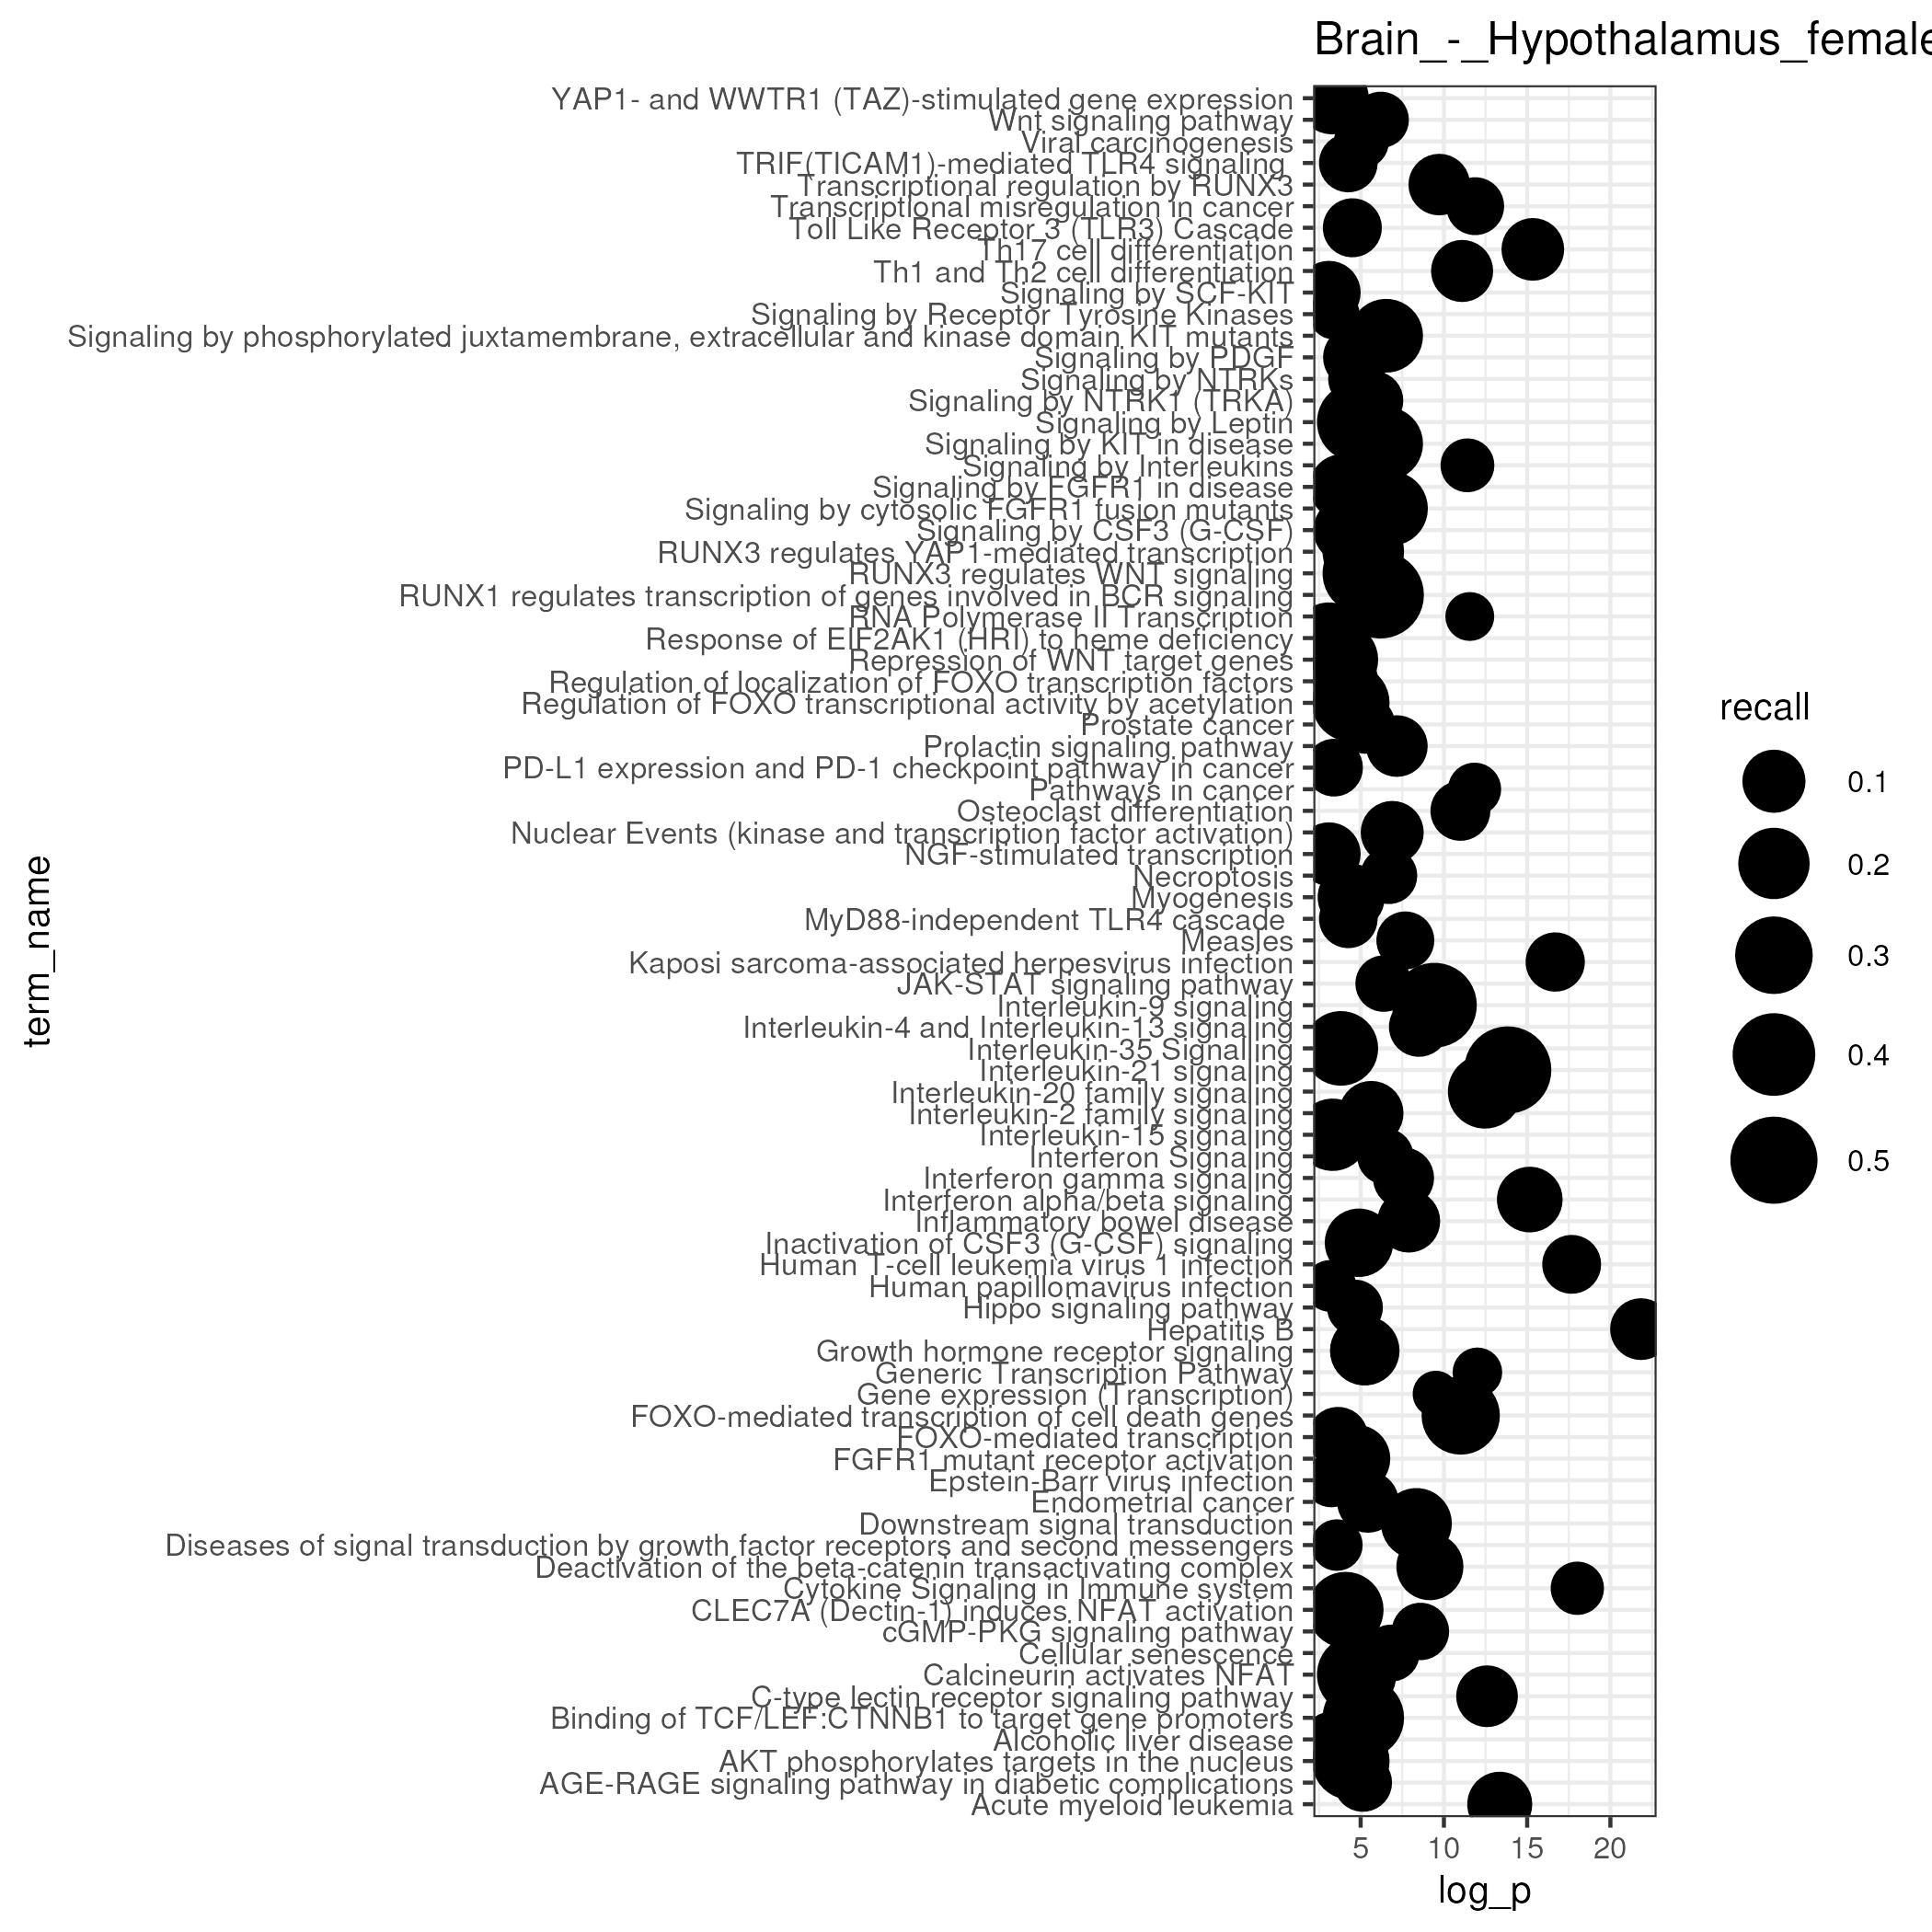 Brain_-_Hypothalamus_female
YAP1- and WWTR1 (TAZ)-stimulated gene expression
Wnt signaling pathway
Viral carcinogenesis
TRIF(TICAM1)-mediated TLR4 signaling
Transcriptional regulation by RUNX3
Transcriptional misregulation in cancer
Toll Like Receptor 3 (TLR3) Cascade
Th17 cell differentiation
Th1 and Th2 cell differentiation
Signaling by SCF-KIT
Signaling by Receptor Tyrosine Kinases
Signaling by phosphorylated juxtamembrane, extracellular and kinase domain KIT mutants
Signaling by PDGF
Signaling by NTRKs
Signaling by NTRK1 (TRKA)
Signaling by Leptin
Signaling by KIT in disease
Signaling by Interleukins
Signaling by FGFR1 in disease
Signaling by cytosolic FGFR1 fusion mutants
Signaling by CSF3 (G-CSF)
RUNX3 regulates YAP1-mediated transcription
RUNX3 regulates WNT signaling
RUNX1 regulates transcription of genes involved in BCR signaling
RNA Polymerase II Transcription
Response of EIF2AK1 (HRI) to heme deficiency
Repression of WNT target genes
Regulation of localization of FOXO transcription factors
Regulation of FOXO transcriptional activity by acetylation
Prostate cancer
Prolactin signaling pathway
PD-L1 expression and PD-1 checkpoint pathway in cancer
Pathways in cancer
Osteoclast differentiation
Nuclear Events (kinase and transcription factor activation)
NGF-stimulated transcription
Necroptosis
Myogenesis
MyD88-independent TLR4 cascade
Measles
Kaposi sarcoma-associated herpesvirus infection
JAK-STAT signaling pathway
Interleukin-9 signaling
Interleukin-4 and Interleukin-13 signaling
Interleukin-35 Signalling
Interleukin-21 signaling
Interleukin-20 family signaling
Interleukin-2 family signaling
Interleukin-15 signaling
Interferon Signaling
Interferon gamma signaling
Interferon alpha/beta signaling
Inflammatory bowel disease
Inactivation of CSF3 (G-CSF) signaling
Human T-cell leukemia virus 1 infection
Human papillomavirus infection
Hippo signaling pathway
Hepatitis B
Growth hormone receptor signaling
Generic Transcription Pathway
Gene expression (Transcription)
FOXO-mediated transcription of cell death genes
FOXO-mediated transcription
FGFR1 mutant receptor activation
Epstein-Barr virus infection
Endometrial cancer
Downstream signal transduction
Diseases of signal transduction by growth factor receptors and second messengers
Deactivation of the beta-catenin transactivating complex
Cytokine Signaling in Immune system
CLEC7A (Dectin-1) induces NFAT activation
cGMP-PKG signaling pathway
Cellular senescence
Calcineurin activates NFAT
C-type lectin receptor signaling pathway
Binding of TCF/LEF:CTNNB1 to target gene promoters
Alcoholic liver disease
AKT phosphorylates targets in the nucleus
AGE-RAGE signaling pathway in diabetic complications
Acute myeloid leukemia
term_name
5 10 15 20
log_p
recall
0.1
0.2
0.3
0.4
0.5